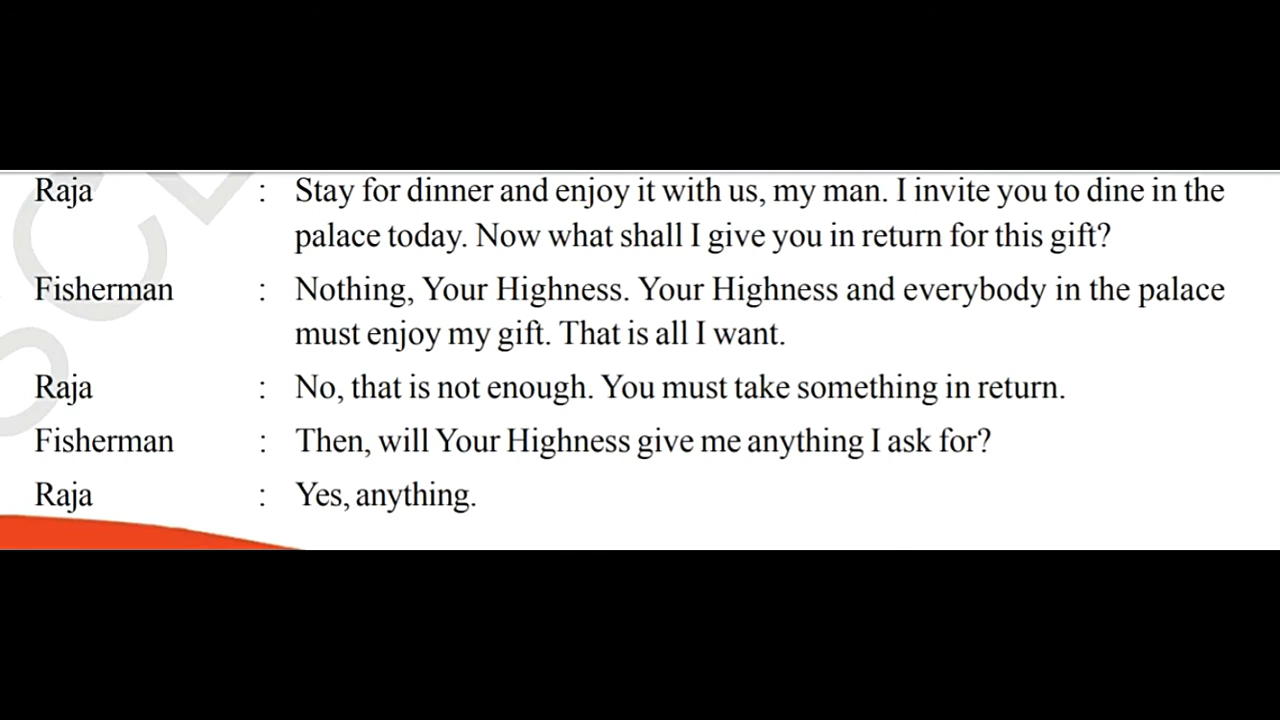 Raja : Stay for dinner and enjoy it with us, my man. I invite you to dine in the
palace today. Now what shall I give you in return for this gift?
Fisherman : Nothing, Your Highness. Your Highness and everybody in the palace
must enjoy my gift. That is all I want.
Raja : No, that is not enough. You must take something in return.
Fisherman : Then, will Your Highness give me anything I ask for?
Raja : Yes, anything.